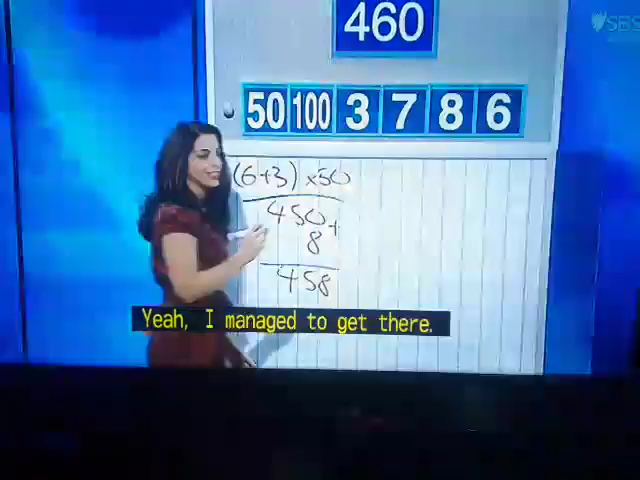 460
SBS
50 100 3 7 8 6
(6+3) x50
450+
8
458
Yeah, I managed to get there.